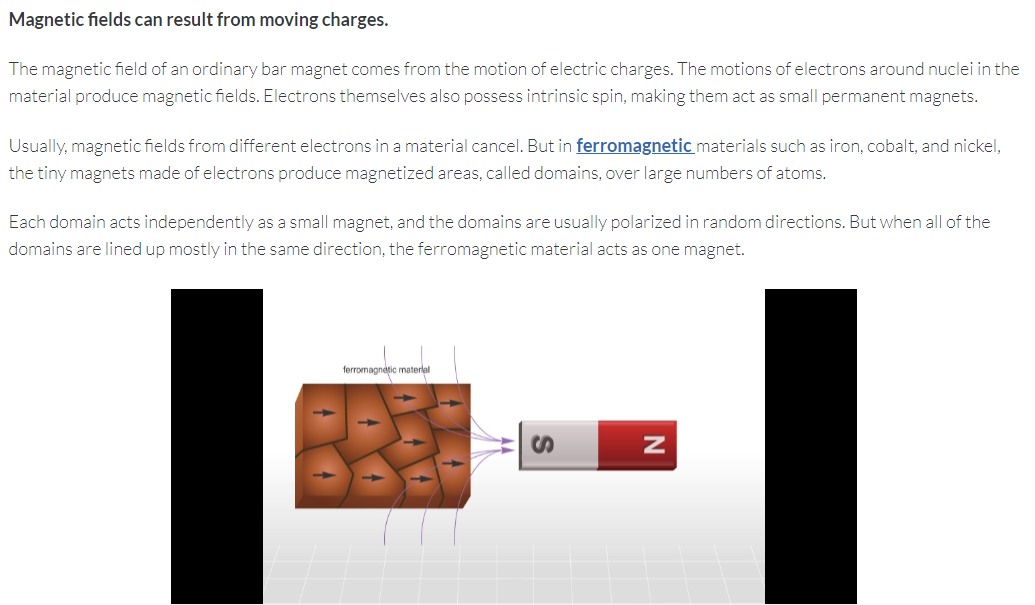 Magnetic fields can result from moving charges.
The magnetic field of an ordinary bar magnet comes from the motion of electric charges. The motions of electrons around nuclei in the
material produce magnetic fields. Electrons themselves also possess intrinsic spin, making them act as small permanent magnets.
Usually, magnetic fields from different electrons in a material cancel. But in ferromagnetic materials such as iron, cobalt, and nickel,
the tiny magnets made of electrons produce magnetized areas, called domains, over large numbers of atoms.
Each domain acts independently as a small magnet, and the domains are usually polarized in random directions. But when all of the
domains are lined up mostly in the same direction, the ferromagnetic material acts as one magnet.
ferromagnetic material
S N